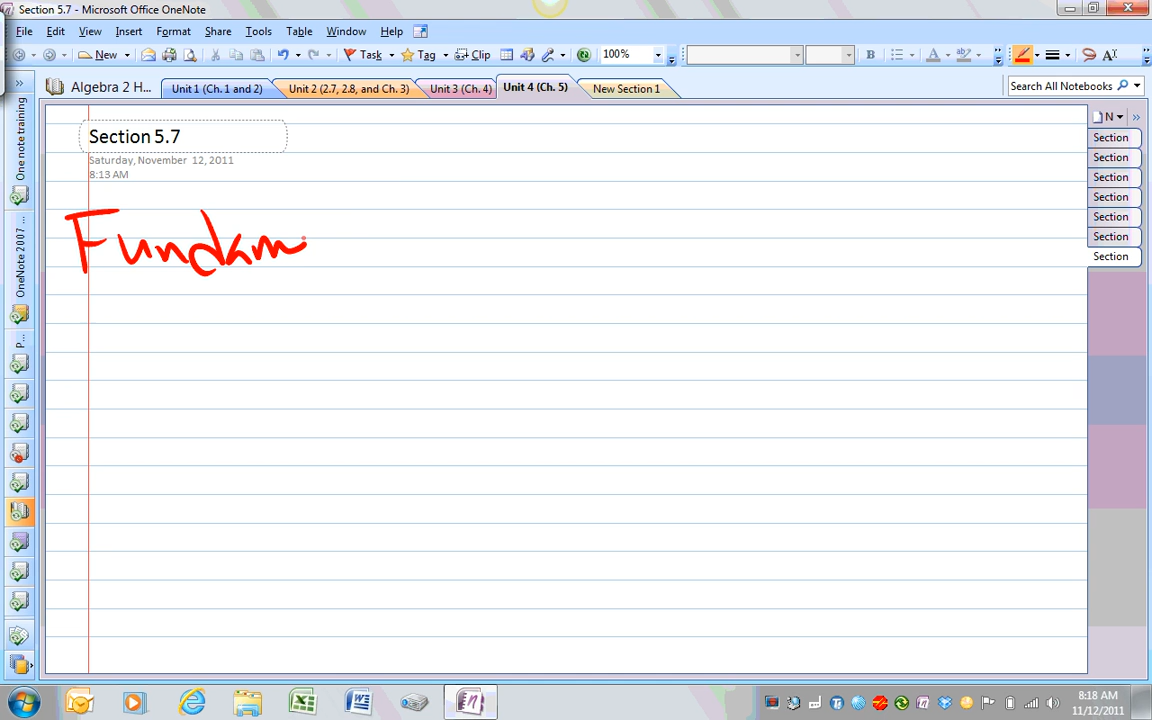 Section 5.7 - Microsoft Office OneNote
File Edit View Insert Format Share Tools Table Window Help
New Task Tag Clip 100% B A
Algebra 2 H... Unit 1 (Ch. 1 and 2) Unit 2 (2.7, 2.8, and Ch. 3) Unit 3 (Ch. 4) Unit 4 (Ch. 5) New Section 1 Search All Notebooks
One note training
OneNote 2007 ...
P...
N
Section
Section
Section
Section
Section
Section
Section
Section 5.7
Saturday, November 12, 2011
8:13 AM
Fundam
8:18 AM
11/12/2011